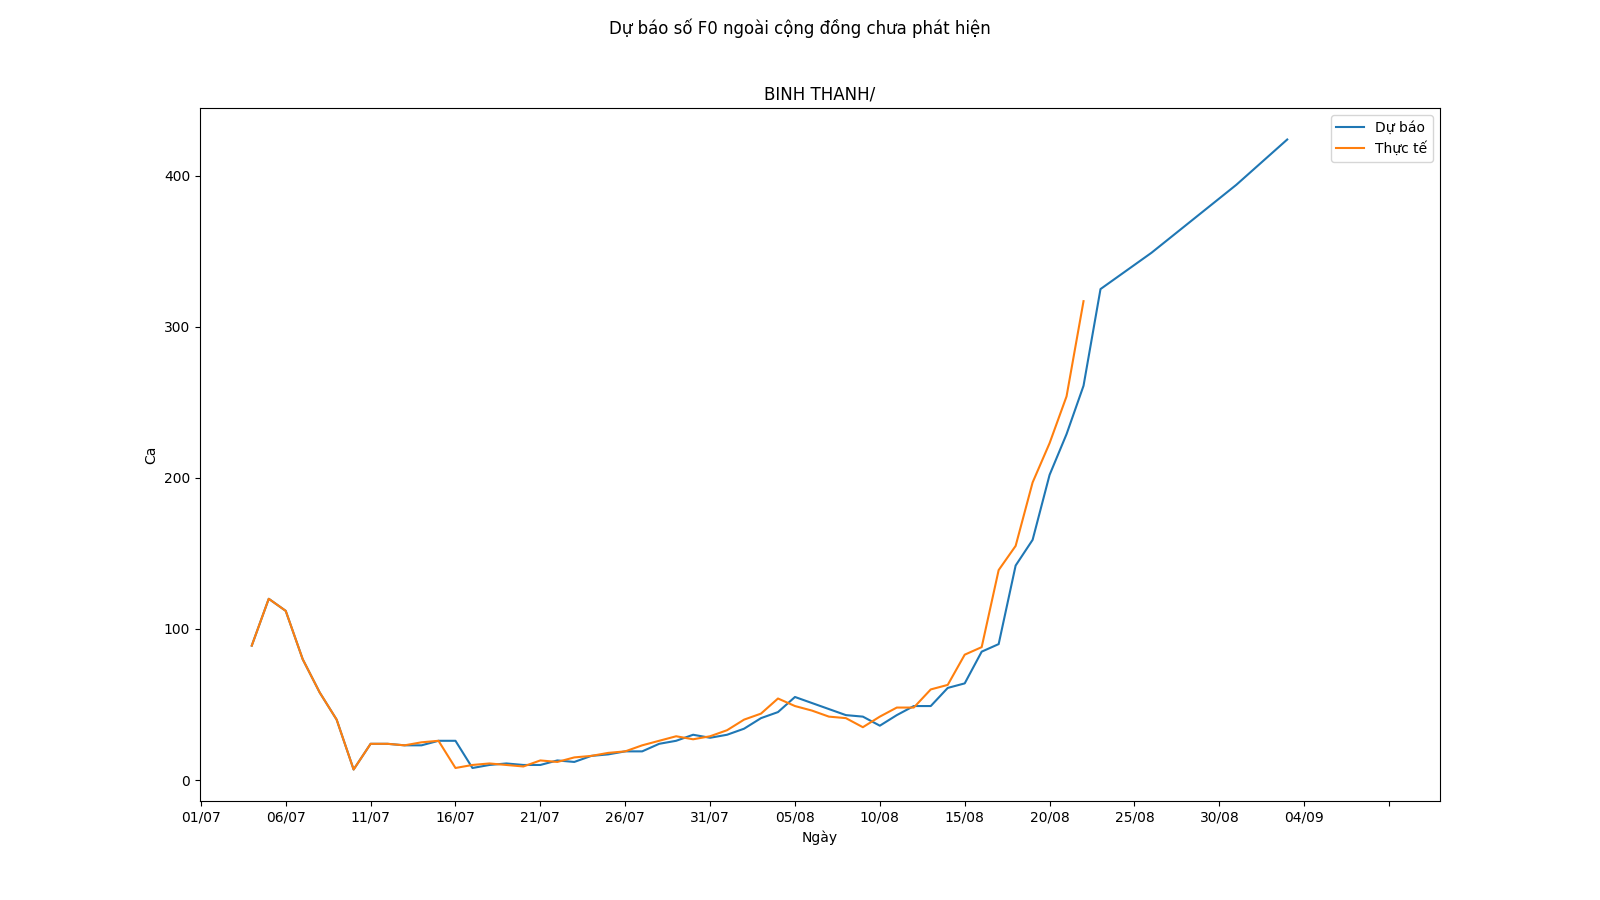 Dự báo số F0 ngoài cộng đồng chưa phát hiện
BINH THANH/
Dự báo
Thực tế
Ca
400
300
200
100
0
01/07 06/07 11/07 16/07 21/07 26/07 31/07 05/08 10/08 15/08 20/08 25/08 30/08 04/09
Ngày